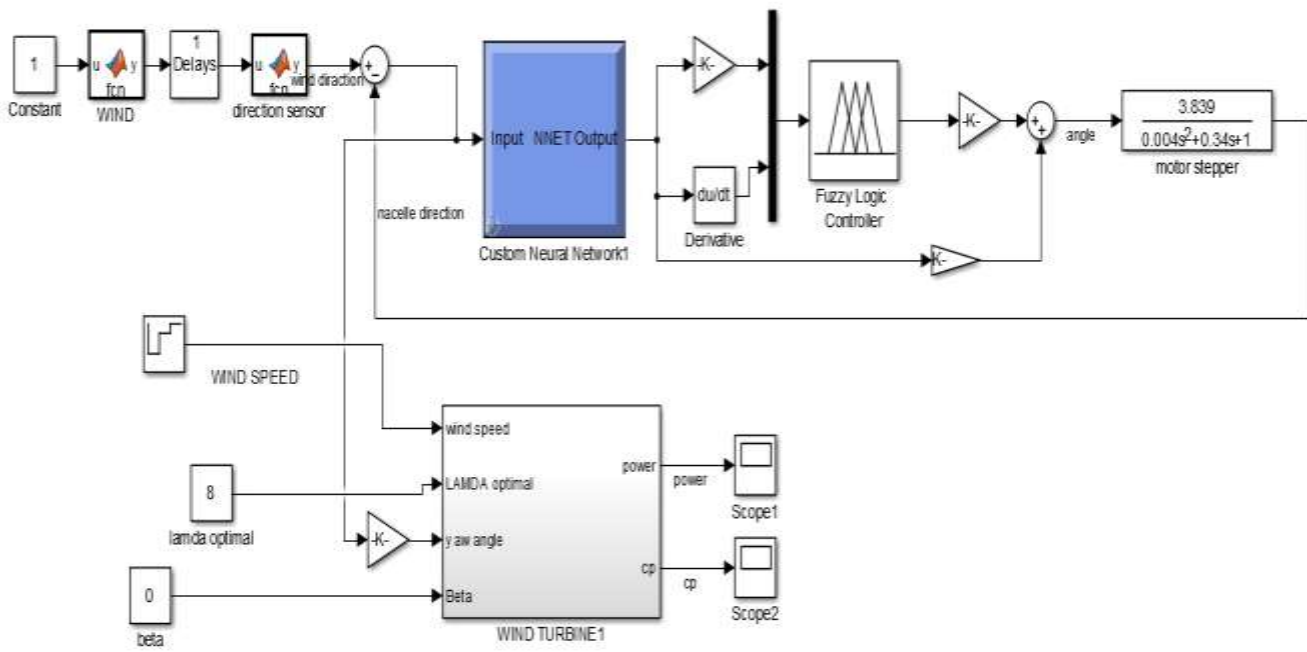 1
Constant
u y
fcn
WIND
1
Delays
u y
fcn
direction sensor
wind direction
+
−
nacelle direction
Input NNET Output
Custom Neural Network1
-K-
du/dt
Derivative
Fuzzy Logic
Controller
-K-
K-
+
+
angle
3.839
0.004s²+0.34s+1
motor stepper
WIND SPEED
8
lamda optimal
-K-
0
beta
wind speed
LAMDA optimal
y aw angle
Beta
power
cp
WIND TURBINE1
power
cp
Scope1
Scope2